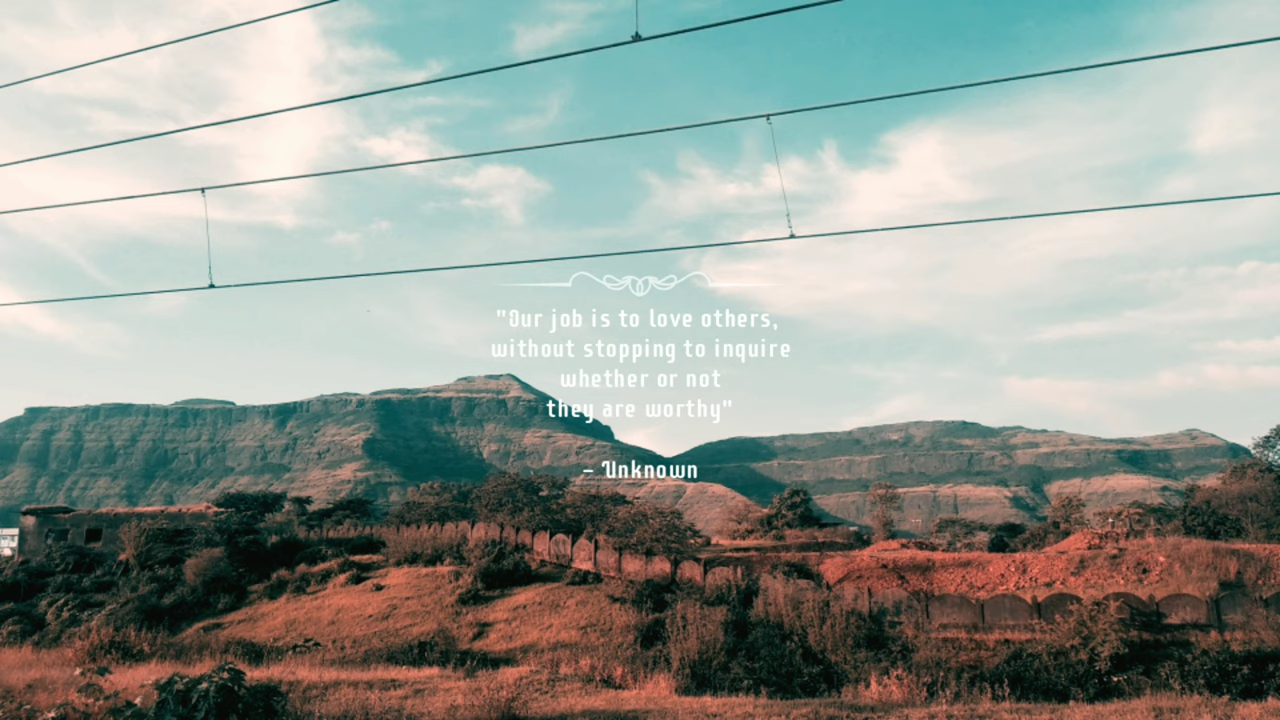 "Our job is to love others,
without stopping to inquire
whether or not
they are worthy"
– Unknown